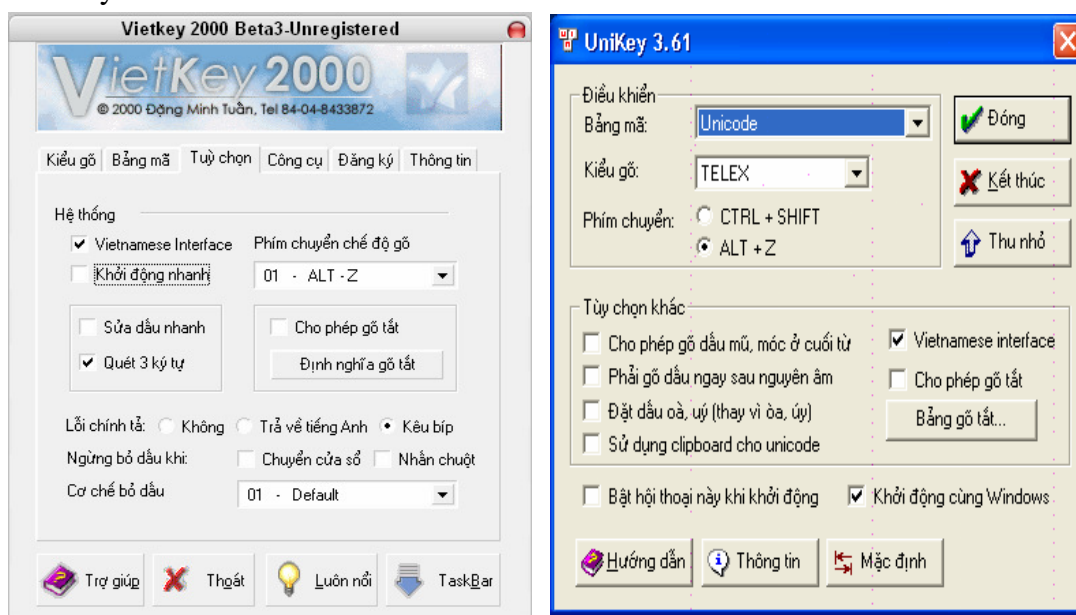 Vietkey 2000 Beta3-Unregistered
VietKey 2000
© 2000 Đặng Minh Tuấn, Tel 84-04-8433872
Kiểu gõ Bảng mã Tuỳ chọn Công cụ Đăng ký Thông tin
Hệ thống
Vietnamese Interface Phím chuyển chế độ gõ
Khởi động nhanh 01 - ALT -Z
Sửa dấu nhanh Cho phép gõ tắt
Quét 3 ký tự Định nghĩa gõ tắt
Lỗi chính tả: Không Trả về tiếng Anh Kêu bíp
Ngừng bỏ dấu khi: Chuyển cửa sổ Nhấn chuột
Cơ chế bỏ dấu 01 - Default
Trợ giúp Thoát Luôn nổi TaskBar
UniKey 3.61
Điều khiển
Bảng mã: Unicode Đóng
Kiểu gõ: TELEX Kết thúc
Phím chuyển: CTRL + SHIFT
ALT + Z Thu nhỏ
Tùy chọn khác
Cho phép gõ dấu mũ, móc ở cuối từ Vietnamese interface
Phải gõ dấu ngay sau nguyên âm Cho phép gõ tắt
Đặt dấu oà, uý (thay vì òa, úy) Bảng gõ tắt...
Sử dụng clipboard cho unicode
Bật hội thoại này khi khởi động Khởi động cùng Windows
Hướng dẫn Thông tin Mặc định